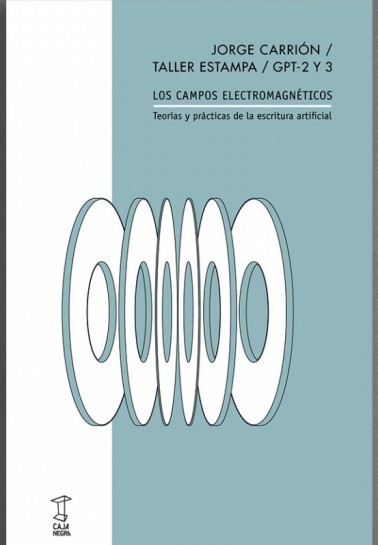 JORGE CARRIÓN /
TALLER ESTAMPA / GPT-2 Y 3
LOS CAMPOS ELECTROMAGNÉTICOS
Teorías y prácticas de la escritura artificial
CAJA
NEGRA